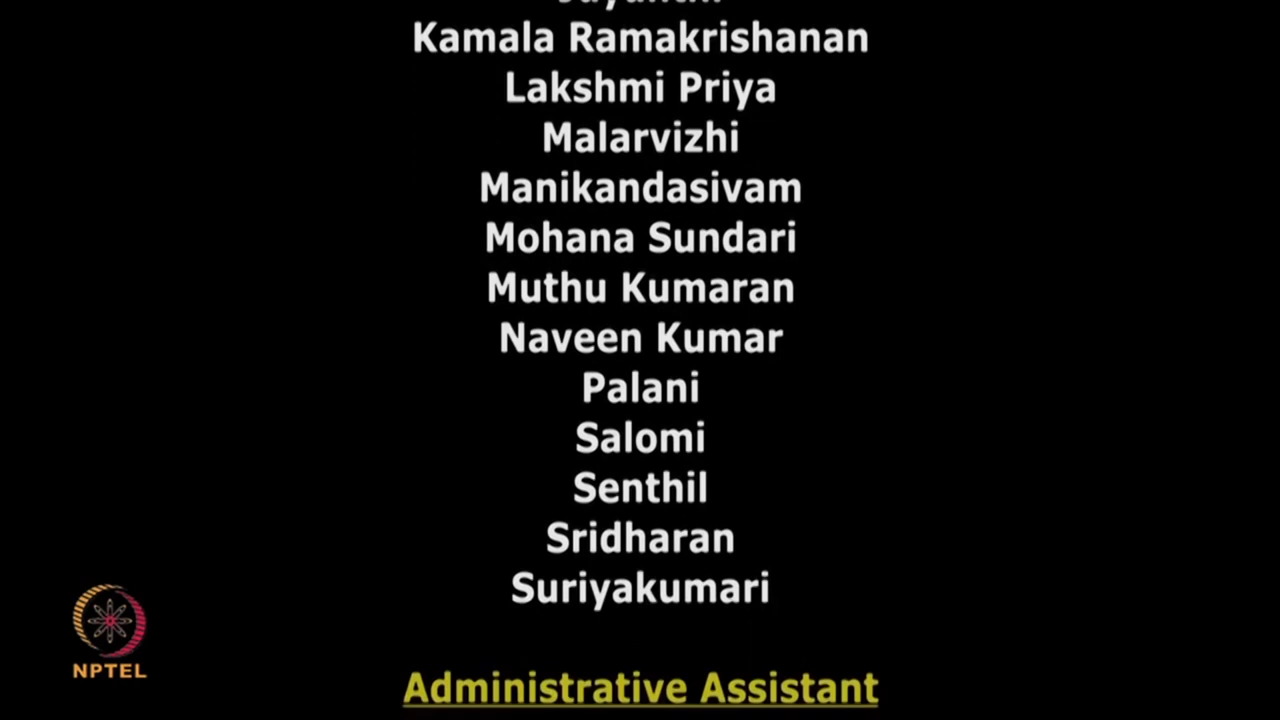 Kamala Ramakrishanan
Lakshmi Priya
Malarvizhi
Manikandasivam
Mohana Sundari
Muthu Kumaran
Naveen Kumar
Palani
Salomi
Senthil
Sridharan
Suriyakumari
NPTEL
Administrative Assistant